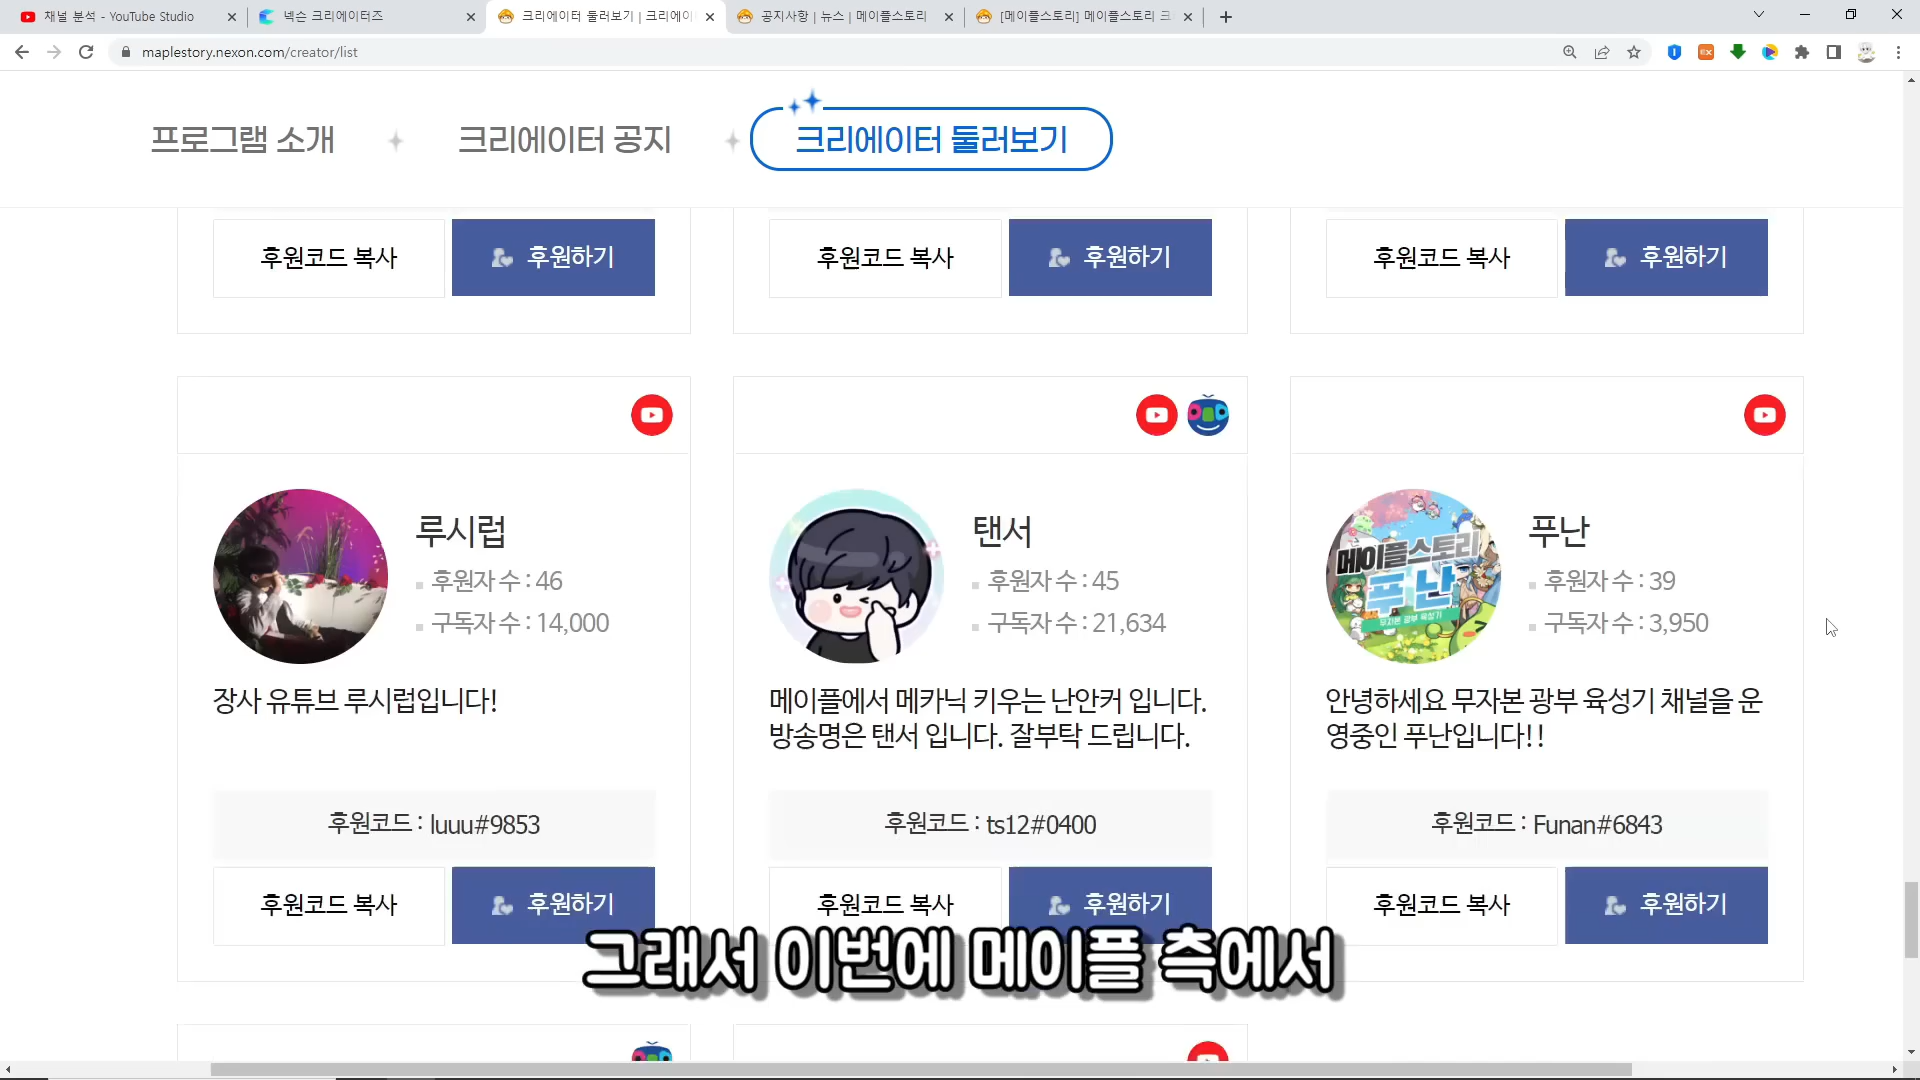 채널 분석 - YouTube Studio
넥슨 크리에이터즈
크리에이터 둘러보기 | 크리에이
공지사항 | 뉴스 | 메이플스토리
[메이플스토리] 메이플스토리 크
maplestory.nexon.com/creator/list
프로그램 소개
크리에이터 공지
크리에이터 둘러보기
후원코드 복사
후원하기
후원코드 복사
후원하기
후원코드 복사
후원하기
루시럽
후원자 수 : 46
구독자 수 : 14,000
장사 유튜브 루시럽입니다!
후원코드 : luuu#9853
후원코드 복사
후원하기
탠서
후원자 수 : 45
구독자 수 : 21,634
메이플에서 메카닉 키우는 난안커 입니다.
방송명은 탠서 입니다. 잘부탁 드립니다.
후원코드 : ts12#0400
후원코드 복사
후원하기
메이플스토리
푸난
무자본 광부 육성기
푸난
후원자 수 : 39
구독자 수 : 3,950
안녕하세요 무자본 광부 육성기 채널을 운
영중인 푸난입니다!!
후원코드 : Funan#6843
후원코드 복사
후원하기
그래서 이번에 메이플 측에서